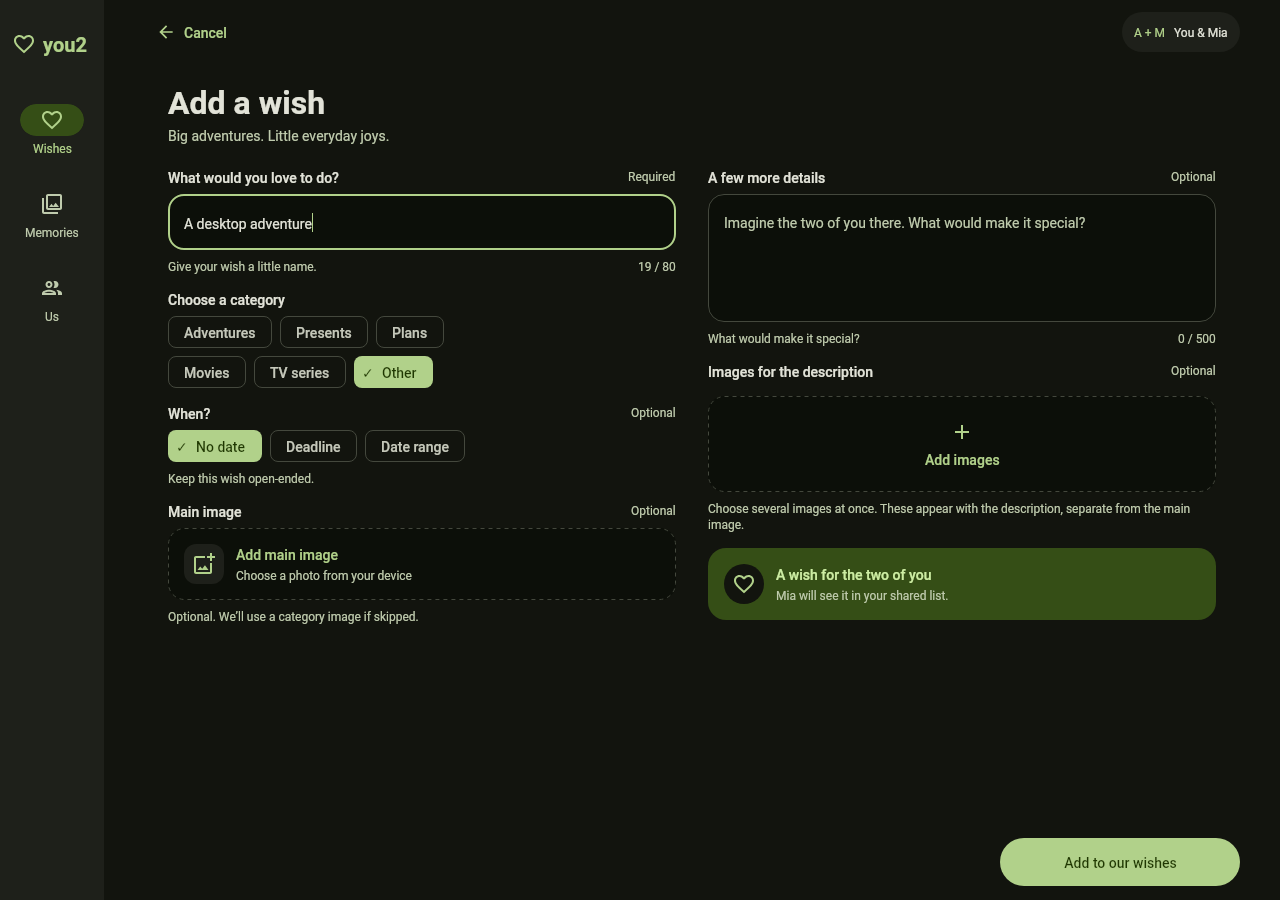 you2
Wishes
Memories
Us
Cancel
A + M You & Mia
Add a wish
Big adventures. Little everyday joys.
What would you love to do? Required
A desktop adventure
Give your wish a little name. 19 / 80
Choose a category
Adventures Presents Plans
Movies TV series ✓ Other
When? Optional
✓ No date Deadline Date range
Keep this wish open-ended.
Main image Optional
Add main image
Choose a photo from your device
Optional. We’ll use a category image if skipped.
A few more details Optional
Imagine the two of you there. What would make it special?
What would make it special? 0 / 500
Images for the description Optional
Add images
Choose several images at once. These appear with the description, separate from the main
image.
A wish for the two of you
Mia will see it in your shared list.
Add to our wishes